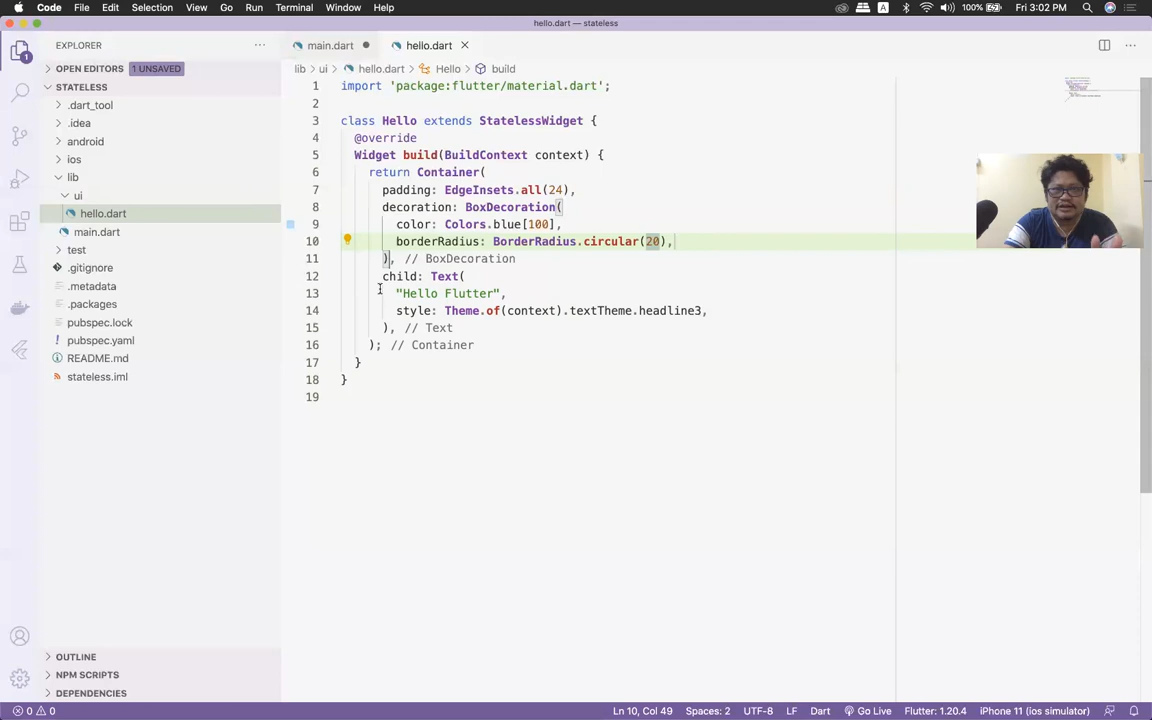 Code File Edit Selection View Go Run Terminal Window Help A 100% Fri 3:02 PM
hello.dart — stateless
EXPLORER
main.dart
hello.dart
OPEN EDITORS 1 UNSAVED
lib ui hello.dart Hello build
STATELESS
.dart_tool
.idea
android
ios
lib
ui
hello.dart
main.dart
test
.gitignore
.metadata
.packages
pubspec.lock
pubspec.yaml
README.md
stateless.iml
OUTLINE
NPM SCRIPTS
DEPENDENCIES
1 import 'package:flutter/material.dart';
2
3 class Hello extends StatelessWidget {
4 @override
5 Widget build(BuildContext context) {
6 return Container(
7 padding: EdgeInsets.all(24),
8 decoration: BoxDecoration(
9 color: Colors.blue[100],
10 borderRadius: BorderRadius.circular(20),
11 ), // BoxDecoration
12 child: Text(
13 "Hello Flutter",
14 style: Theme.of(context).textTheme.headline3,
15 ), // Text
16 ); // Container
17 }
18 }
19
1
0 0 Ln 10, Col 49 Spaces: 2 UTF-8 LF Dart Go Live Flutter: 1.20.4 iPhone 11 (ios simulator)